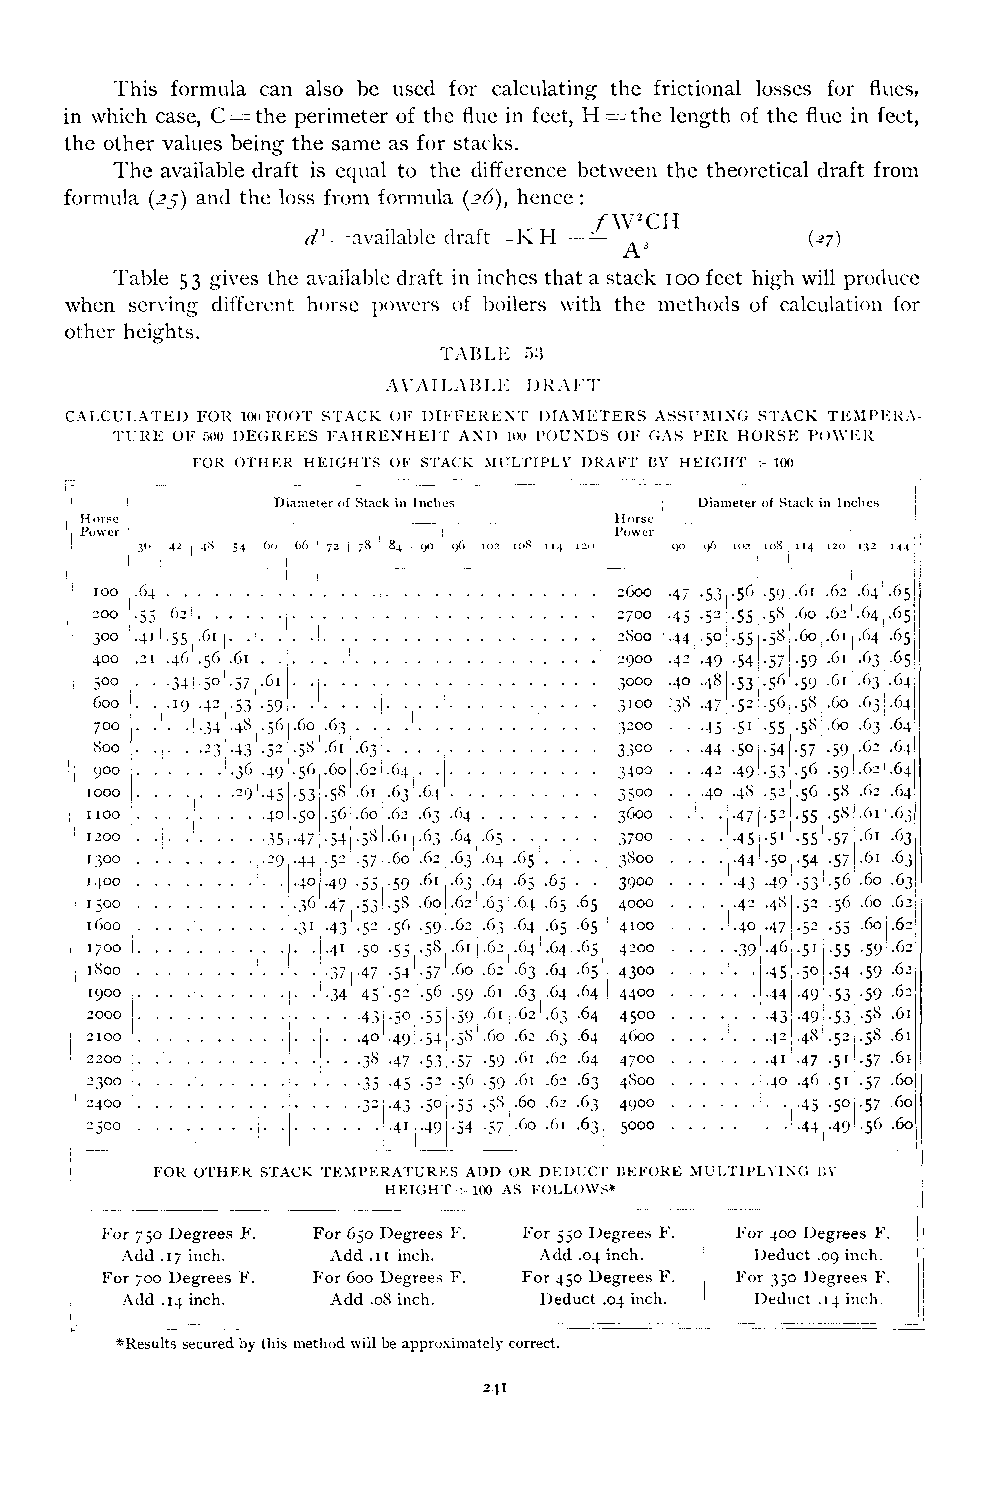 This formula can also be used for calculating the frictional losses for flues,
in which case, C = the perimeter of the flue in feet, H = the length of the flue in feet,
the other values being the same as for stacks.
The available draft is equal to the difference between the theoretical draft from
formula (25) and the loss from formula (26), hence:
d¹ = available draft = KH — fW²CH / A³ (27)
Table 53 gives the available draft in inches that a stack 100 feet high will produce
when serving different horse powers of boilers with the methods of calculation for
other heights.
TABLE 53
AVAILABLE DRAFT
CALCULATED FOR 100 FOOT STACK OF DIFFERENT DIAMETERS ASSUMING STACK TEMPERA-
TURE OF 500 DEGREES FAHRENHEIT AND 100 POUNDS OF GAS PER HORSE POWER
FOR OTHER HEIGHTS OF STACK MULTIPLY DRAFT BY HEIGHT ÷ 100
Horse Power Diameter of Stack in Inches Horse Power Diameter of Stack in Inches
36 42 48 54 60 66 72 78 84 90 96 102 108 114 120 90 96 102 108 114 120 132 144
100 .64 2600 .47 .53 .56 .59 .61 .62 .64 .65
200 .55 .62 2700 .45 .52 .55 .58 .60 .62 .64 .65
300 .41 .55 .61 2800 .44 .50 .55 .58 .60 .61 .64 .65
400 .21 .46 .56 .61 2900 .42 .49 .54 .57 .59 .61 .63 .65
500 .34 .50 .57 .61 3000 .40 .48 .53 .56 .59 .61 .63 .64
600 .19 .42 .53 .59 3100 .38 .47 .52 .56 .58 .60 .63 .64
700 .34 .48 .56 .60 .63 3200 .45 .51 .55 .58 .60 .63 .64
800 .23 .43 .52 .58 .61 .63 3300 .44 .50 .54 .57 .59 .62 .64
900 .36 .49 .56 .60 .62 .64 3400 .42 .49 .53 .56 .59 .62 .64
1000 .29 .45 .53 .58 .61 .63 .64 3500 .40 .48 .52 .56 .58 .62 .64
1100 .40 .50 .56 .60 .62 .63 .64 3600 .47 .52 .55 .58 .61 .63
1200 .35 .47 .54 .58 .61 .63 .64 .65 3700 .45 .51 .55 .57 .61 .63
1300 .29 .44 .52 .57 .60 .62 .63 .64 .65 3800 .44 .50 .54 .57 .61 .63
1400 .40 .49 .55 .59 .61 .63 .64 .65 .65 3900 .43 .49 .53 .56 .60 .63
1500 .36 .47 .53 .58 .60 .62 .63 .64 .65 .65 4000 .42 .48 .52 .56 .60 .62
1600 .31 .43 .52 .56 .59 .62 .63 .64 .65 .65 4100 .40 .47 .52 .55 .60 .62
1700 .41 .50 .55 .58 .61 .62 .64 .64 .65 4200 .39 .46 .51 .55 .59 .62
1800 .37 .47 .54 .57 .60 .62 .63 .64 .65 4300 .45 .50 .54 .59 .62
1900 .34 .45 .52 .56 .59 .61 .63 .64 .64 4400 .44 .49 .53 .59 .62
2000 .43 .50 .55 .59 .61 .62 .63 .64 4500 .43 .49 .53 .58 .61
2100 .40 .49 .54 .58 .60 .62 .63 .64 4600 .42 .48 .52 .58 .61
2200 .38 .47 .53 .57 .59 .61 .62 .64 4700 .41 .47 .51 .57 .61
2300 .35 .45 .52 .56 .59 .61 .62 .63 4800 .40 .46 .51 .57 .60
2400 .32 .43 .50 .55 .58 .60 .62 .63 4900 .45 .50 .57 .60
2500 .41 .49 .54 .57 .60 .61 .63 5000 .44 .49 .56 .60
FOR OTHER STACK TEMPERATURES ADD OR DEDUCT BEFORE MULTIPLYING BY
HEIGHT ÷ 100 AS FOLLOWS*
For 750 Degrees F. For 650 Degrees F. For 550 Degrees F. For 400 Degrees F.
Add .17 inch. Add .11 inch. Add .04 inch. Deduct .09 inch.
For 700 Degrees F. For 600 Degrees F. For 450 Degrees F. For 350 Degrees F.
Add .14 inch. Add .08 inch. Deduct .04 inch. Deduct .14 inch.
*Results secured by this method will be approximately correct.
241